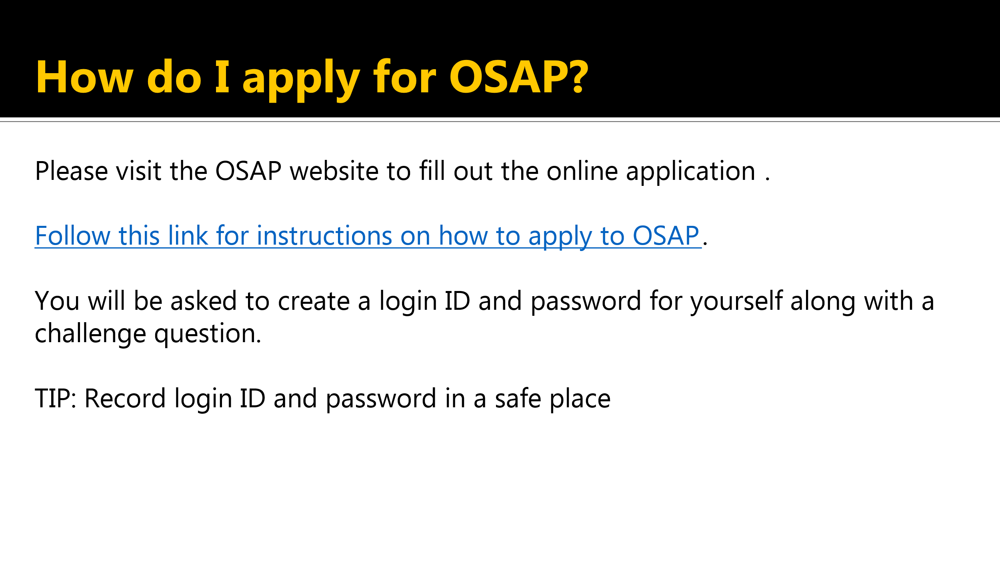 How do I apply for OSAP?
Please visit the OSAP website to fill out the online application .
Follow this link for instructions on how to apply to OSAP.
You will be asked to create a login ID and password for yourself along with a
challenge question.
TIP: Record login ID and password in a safe place